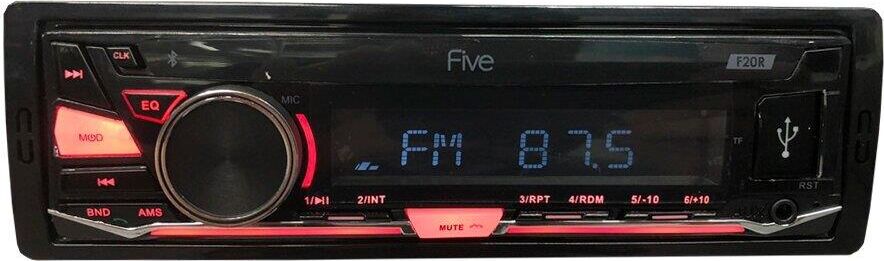 CLK
Five
F20R
EQ
MIC
MOD
FM 87.5
TF
RST
1/▶||
2/INT
3/RPT
4/RDM
5/-10
6/+10
BND
AMS
MUTE